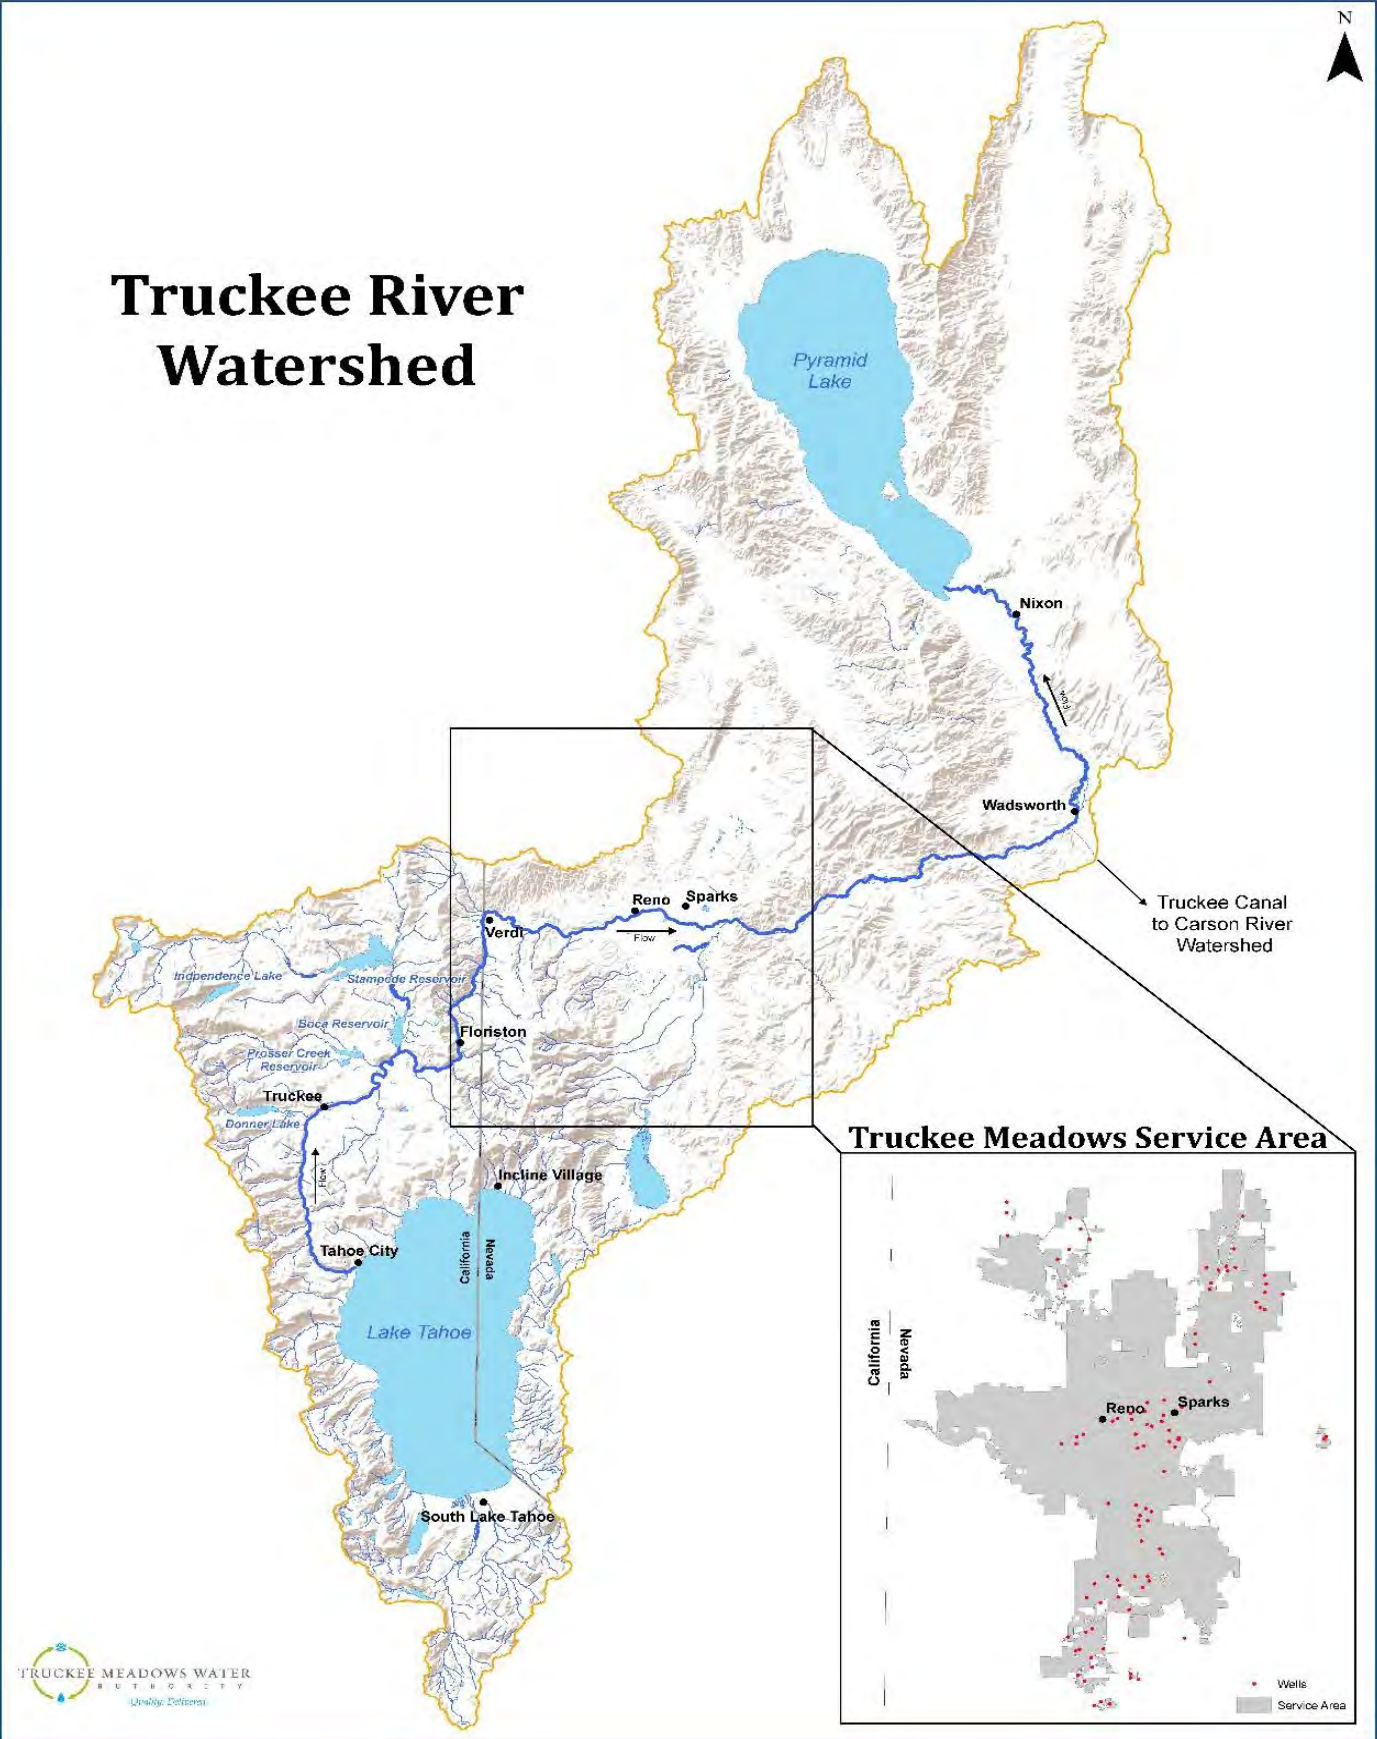 N
Truckee River
Watershed
Pyramid
Lake
Nixon
Flow
Wadsworth
Truckee Canal
to Carson River
Watershed
Reno
Sparks
Verdi
Flow
Independence Lake
Stampede Reservoir
Boca Reservoir
Floriston
Prosser Creek
Reservoir
Truckee
Donner Lake
Flow
Incline Village
Tahoe City
California
Nevada
Lake Tahoe
South Lake Tahoe
Truckee Meadows Service Area
California
Nevada
Reno
Sparks
Wells
Service Area
TRUCKEE MEADOWS WATER
AUTHORITY
Quality. Delivered.